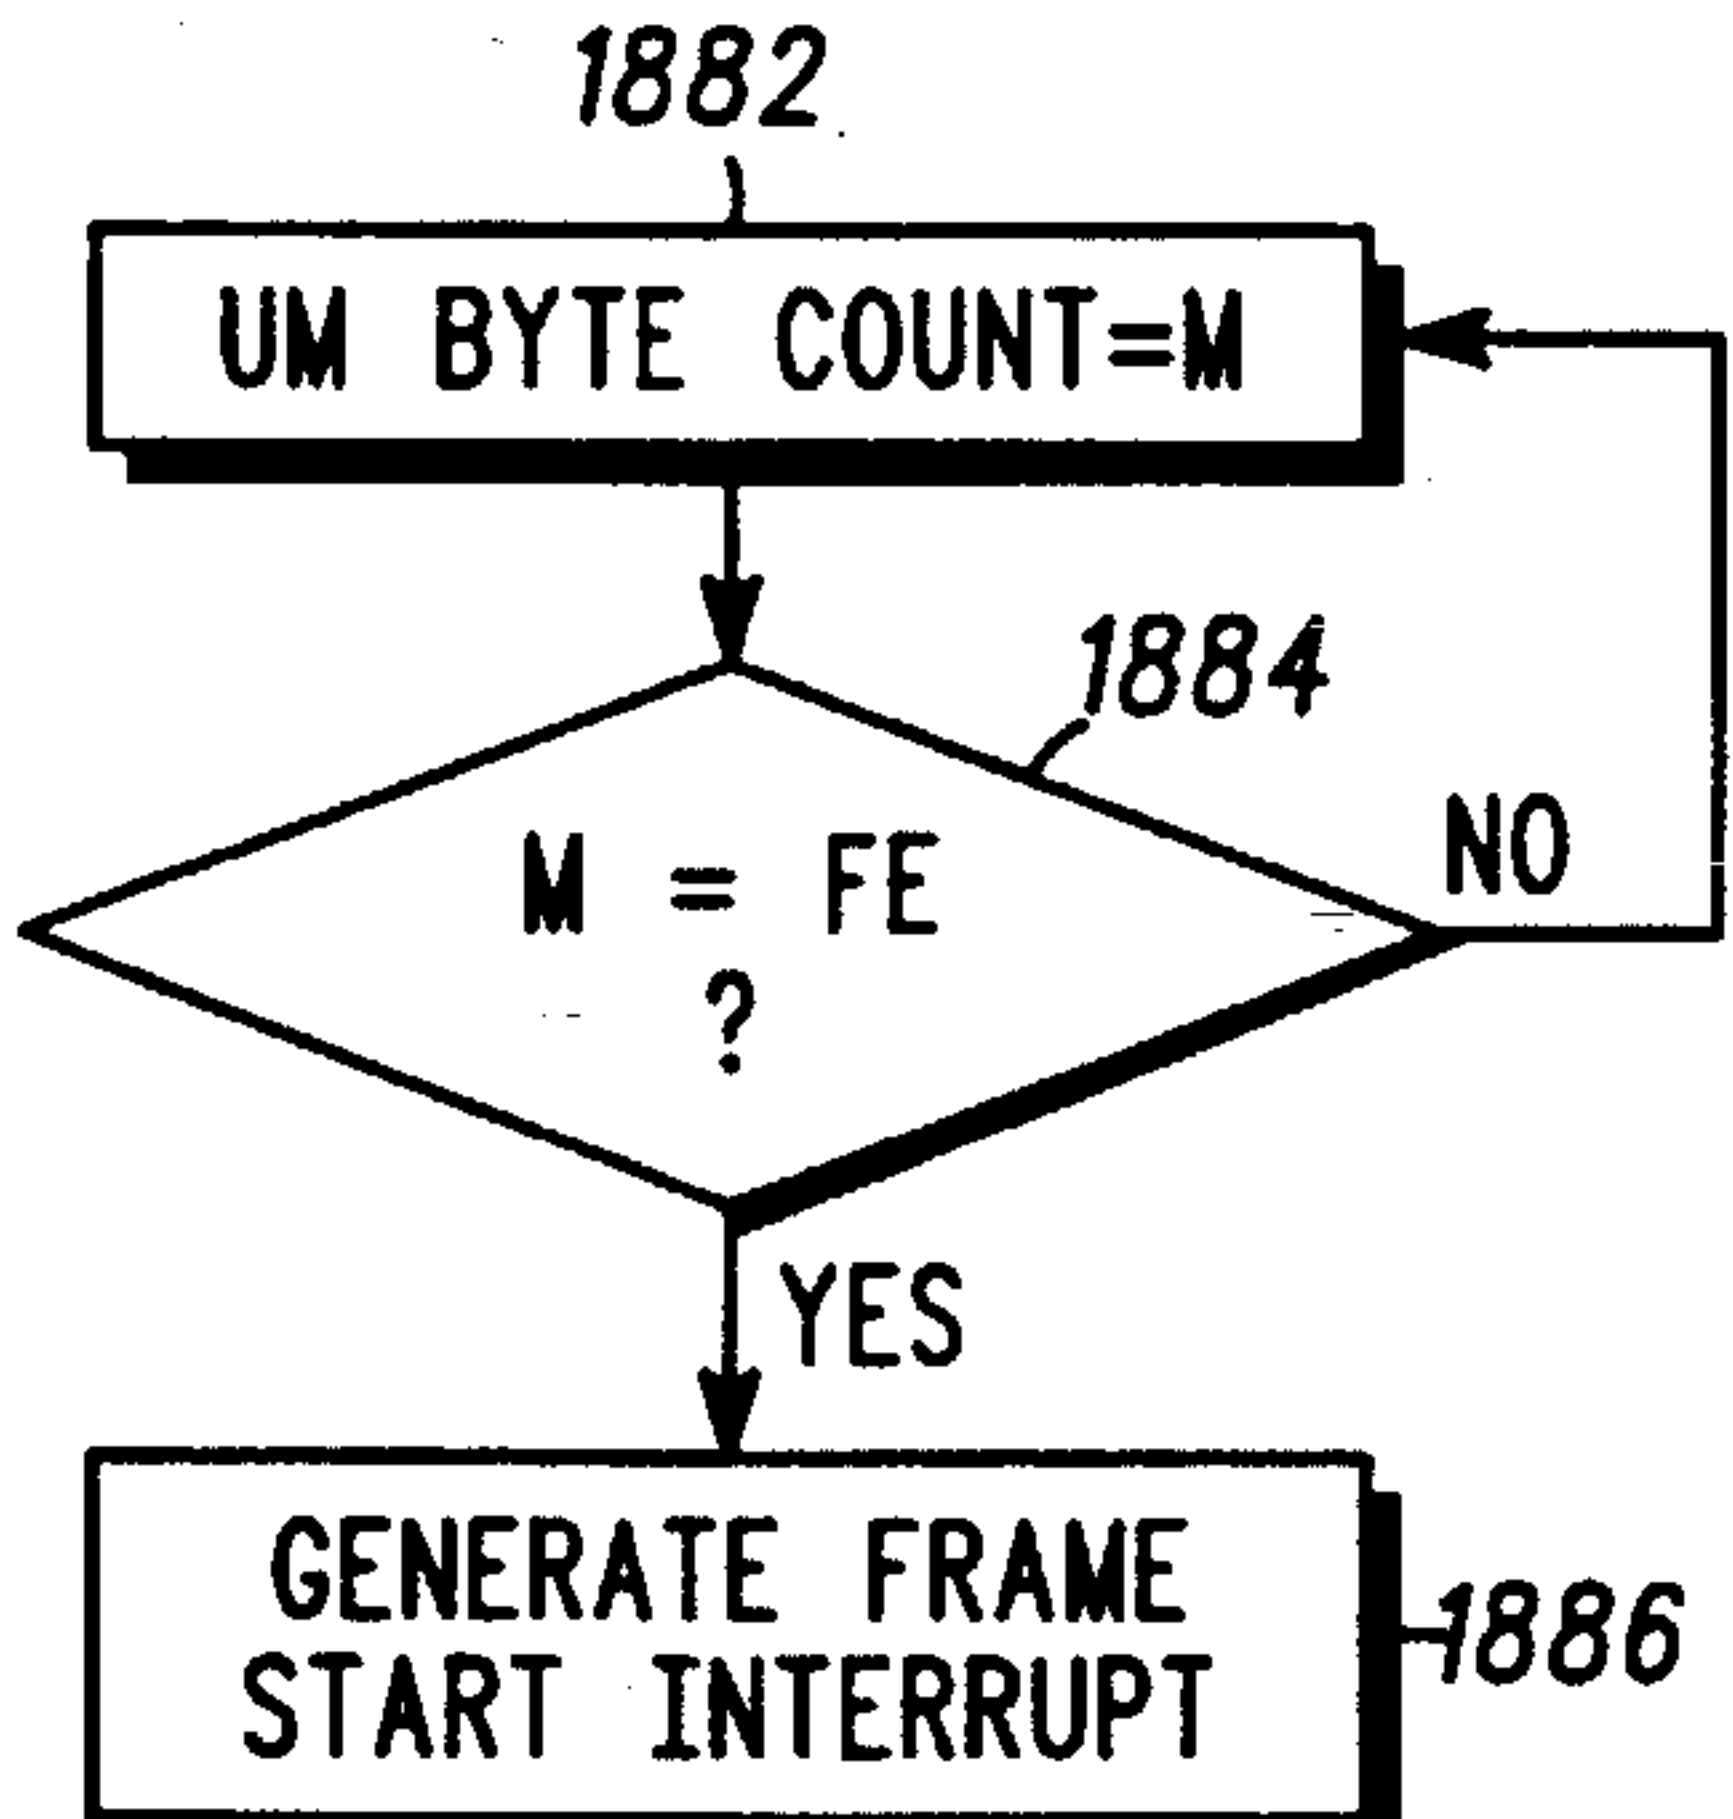 1882
UM BYTE COUNT=M
1884
M = FE
?
NO
YES
GENERATE FRAME
START INTERRUPT
1886